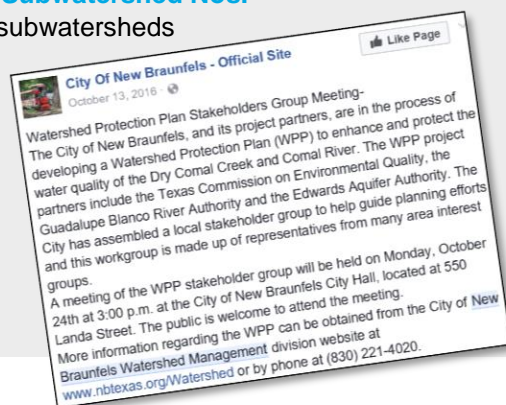 subwatersheds
City Of New Braunfels - Official Site
Like Page
October 13, 2016 ·
Watershed Protection Plan Stakeholders Group Meeting-
The City of New Braunfels, and its project partners, are in the process of
developing a Watershed Protection Plan (WPP) to enhance and protect the
water quality of the Dry Comal Creek and Comal River. The WPP project
partners include the Texas Commission on Environmental Quality, the
Guadalupe Blanco River Authority and the Edwards Aquifer Authority. The
City has assembled a local stakeholder group to help guide planning efforts
and this workgroup is made up of representatives from many area interest
groups.
A meeting of the WPP stakeholder group will be held on Monday, October
24th at 3:00 p.m. at the City of New Braunfels City Hall, located at 550
Landa Street. The public is welcome to attend the meeting.
More information regarding the WPP can be obtained from the City of New
Braunfels Watershed Management division website at
www.nbtexas.org/Watershed or by phone at (830) 221-4020.